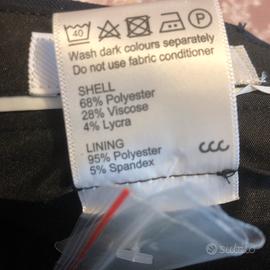 40
P
Wash dark colours separately
Do not use fabric conditioner
SHELL
68% Polyester
28% Viscose
4% Lycra
LINING
95% Polyester
5% Spandex
CCC
subito